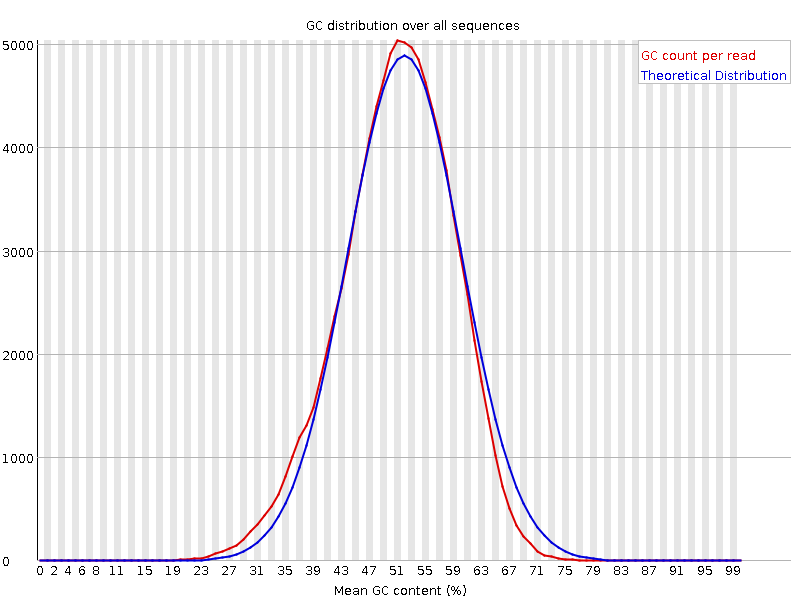 GC distribution over all sequences
GC count per read
Theoretical Distribution
5000
4000
3000
2000
1000
0
0 2 4 6 8 11 15 19 23 27 31 35 39 43 47 51 55 59 63 67 71 75 79 83 87 91 95 99
Mean GC content (%)